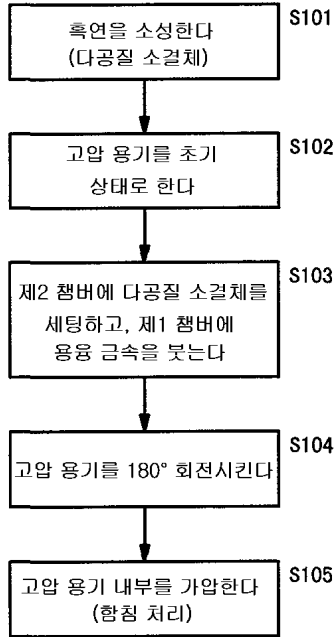 흑연을 소성한다
(다공질 소결체)
S101
고압 용기를 초기
상태로 한다
S102
제2 챔버에 다공질 소결체를
세팅하고, 제1 챔버에
용융 금속을 붓는다
S103
고압 용기를 180° 회전시킨다
S104
고압 용기 내부를 가압한다
(함침 처리)
S105